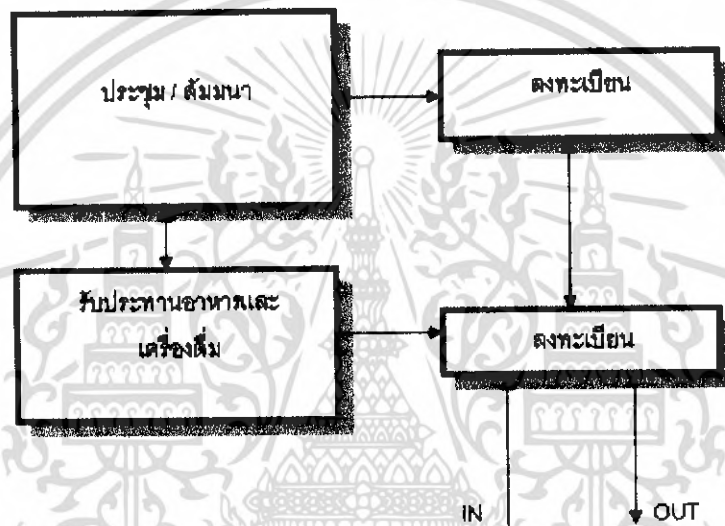 ประชุม / สัมมนา
ลงทะเบียน
รับประทานอาหารและ
เครื่องดื่ม
ลงทะเบียน
IN
OUT